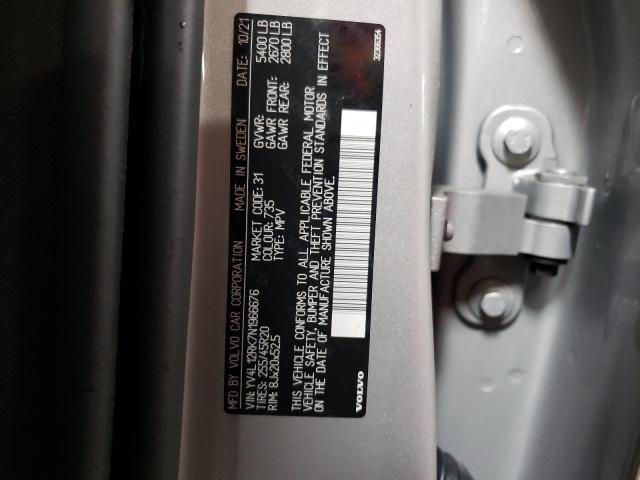 MFD BY VOLVO CAR CORPORATION MADE IN SWEDEN DATE: 10/21
VIN: YV4L12RK7N1966676 MARKET CODE: 31 GVWR: 5400 LB
TIRES: 255/45R20 COLOUR: 735 GAWR FRONT: 2670 LB
RIM: 8JX20X52.5 TYPE: MPV GAWR REAR: 2800 LB
THIS VEHICLE CONFORMS TO ALL APPLICABLE FEDERAL MOTOR
VEHICLE SAFETY, BUMPER AND THEFT PREVENTION STANDARDS IN EFFECT
ON THE DATE OF MANUFACTURE SHOWN ABOVE.
VOLVO 32366354